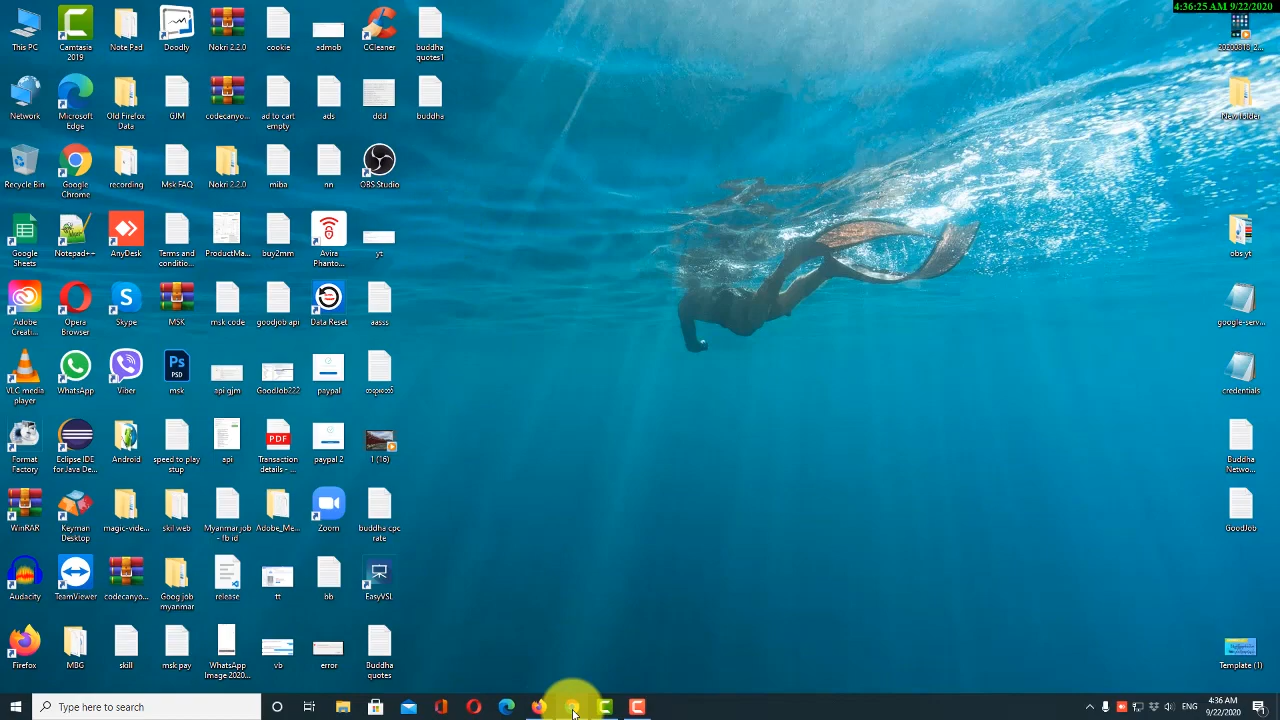 4:36:25 AM 9/22/2020
This PC
Camtasia
2019
Note Pad
Doodly
Nokri 2.2.0
cookie
admob
CCleaner
buddha
quotes1
20200818_2...
Network
Microsoft
Edge
Old Firefox
Data
GJM
codecanyo...
ad to cart
empty
ads
ddd
buddha
New folder
Recycle Bin
Google
Chrome
recording
Msk FAQ
Nokri 2.2.0
miba
nn
OBS Studio
Google
Sheets
Notepad++
AnyDesk
Terms and
conditio...
ProductMa...
buy2mm
Avira
Phanto...
yt
obs yt
Adobe
Creati...
Opera
Browser
Skype
MSK
msk code
goodjob api
Data Reset
aasss
google-serv...
VLC media
player
WhatsApp
Viber
Ps
PSD
msk
api gjm
GoodJob222
paypal
credentials
Format
Factory
Eclipse IDE
for Java De...
Android
speed to play
stup
api
PDF
Transaction
details - ...
paypal 2
1 (16)
Buddha
Netwo...
WinRAR
Keyman
Desktop
magic-vide...
skil web
Myanmar job
- fb id
Adobe_Me...
Zoom
buddha cpc
rate
GoodJob
Audacity
TeamViewer
codecanyo...
Goog job
myanmar
release
tt
bb
EasyVSL
Firefox
MBG
skill
msk pay
WhatsApp
Image 2020...
vb
error
Buddha
quotes
Template (1)
Type here to search
ENG
4:36 AM
9/22/2020